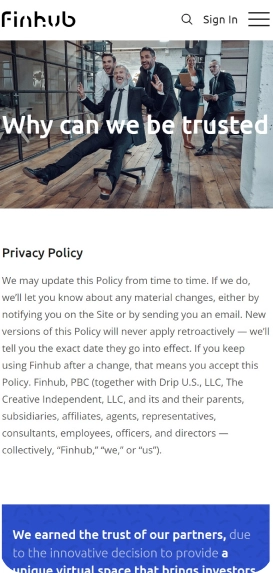 finhub
Sign In
Why can we be trusted
Privacy Policy
We may update this Policy from time to time. If we do,
we'll let you know about any material changes, either by
notifying you on the Site or by sending you an email. New
versions of this Policy will never apply retroactively — we'll
tell you the exact date they go into effect. If you keep
using Finhub after a change, that means you accept this
Policy. Finhub, PBC (together with Drip U.S., LLC, The
Creative Independent, LLC, and its and their parents,
subsidiaries, affiliates, agents, representatives,
consultants, employees, officers, and directors —
collectively, “Finhub,” “we,” or “us”).
We earned the trust of our partners, due
to the innovative decision to provide a
unique virtual space that brings investors